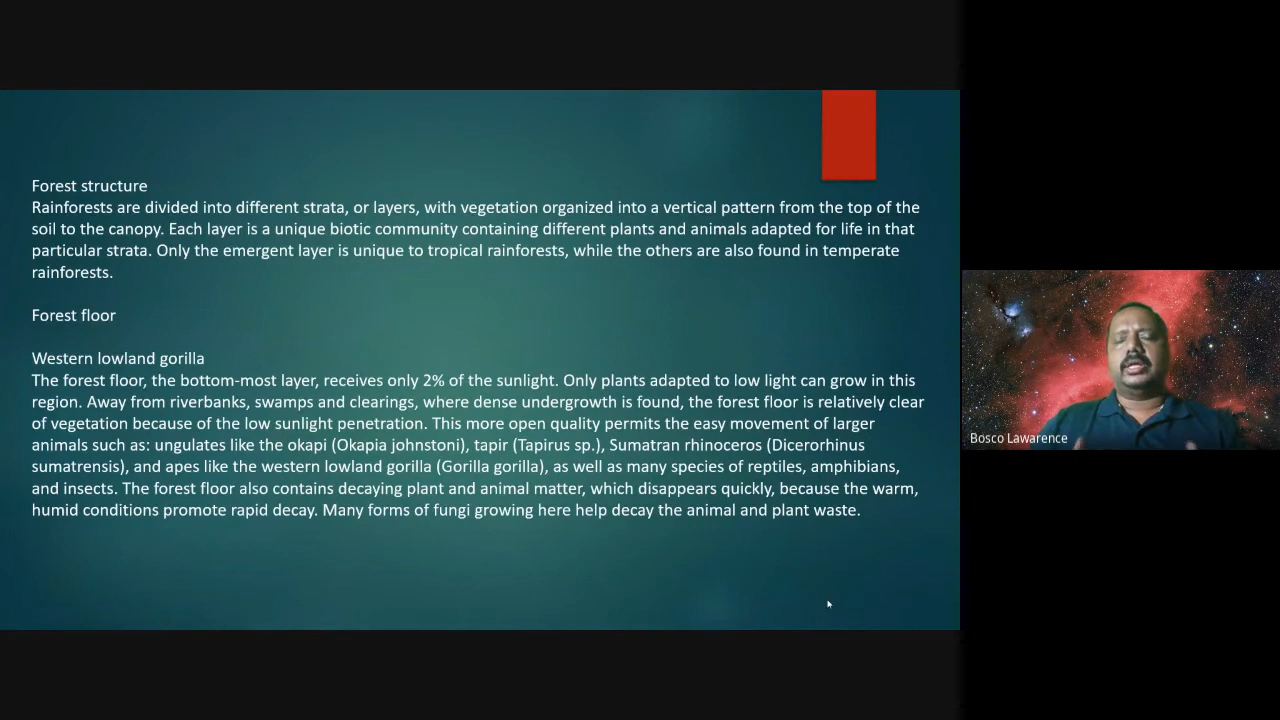 Forest structure
Rainforests are divided into different strata, or layers, with vegetation organized into a vertical pattern from the top of the
soil to the canopy. Each layer is a unique biotic community containing different plants and animals adapted for life in that
particular strata. Only the emergent layer is unique to tropical rainforests, while the others are also found in temperate
rainforests.
Forest floor
Western lowland gorilla
The forest floor, the bottom-most layer, receives only 2% of the sunlight. Only plants adapted to low light can grow in this
region. Away from riverbanks, swamps and clearings, where dense undergrowth is found, the forest floor is relatively clear
of vegetation because of the low sunlight penetration. This more open quality permits the easy movement of larger
animals such as: ungulates like the okapi (Okapia johnstoni), tapir (Tapirus sp.), Sumatran rhinoceros (Dicerorhinus
sumatrensis), and apes like the western lowland gorilla (Gorilla gorilla), as well as many species of reptiles, amphibians,
and insects. The forest floor also contains decaying plant and animal matter, which disappears quickly, because the warm,
humid conditions promote rapid decay. Many forms of fungi growing here help decay the animal and plant waste.
Bosco Lawarence